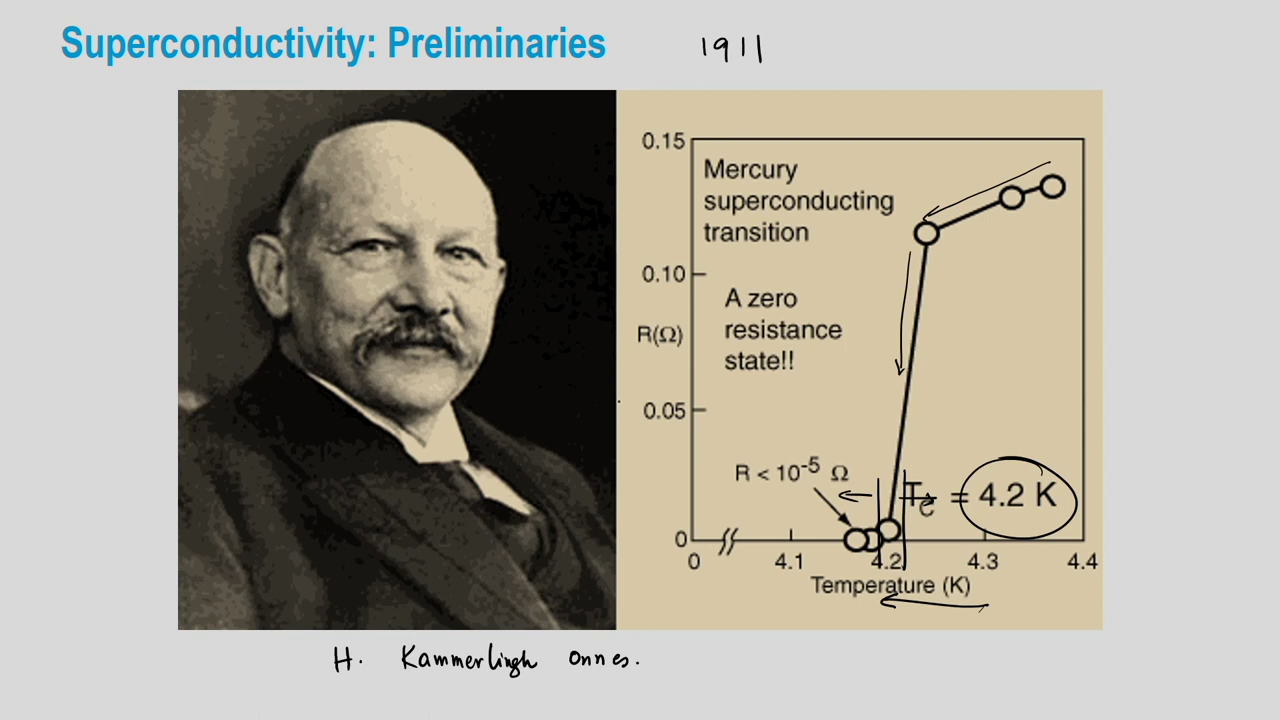 Superconductivity: Preliminaries
1911
0.15
Mercury
superconducting
transition
0.10
A zero
resistance
state!!
R(Ω)
0.05
R < 10⁻⁵ Ω
Tc = 4.2 K
0
0 4.1 4.2 4.3 4.4
Temperature (K)
H. Kammerlingh Onnes.